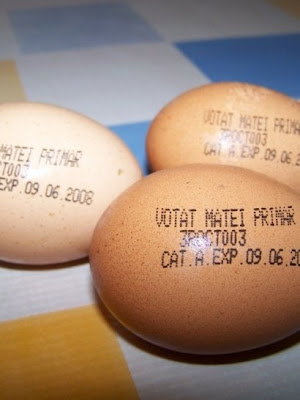 MATEI PRIMAR
CT003
EXP.09.06.2008
VOTAT MATEI PRIMAR
3ROCT003
CAT.A.EXP.09.06.20
VOTAT MATEI PRIMAR
3ROCT003
CAT.A.EXP.09.06.20